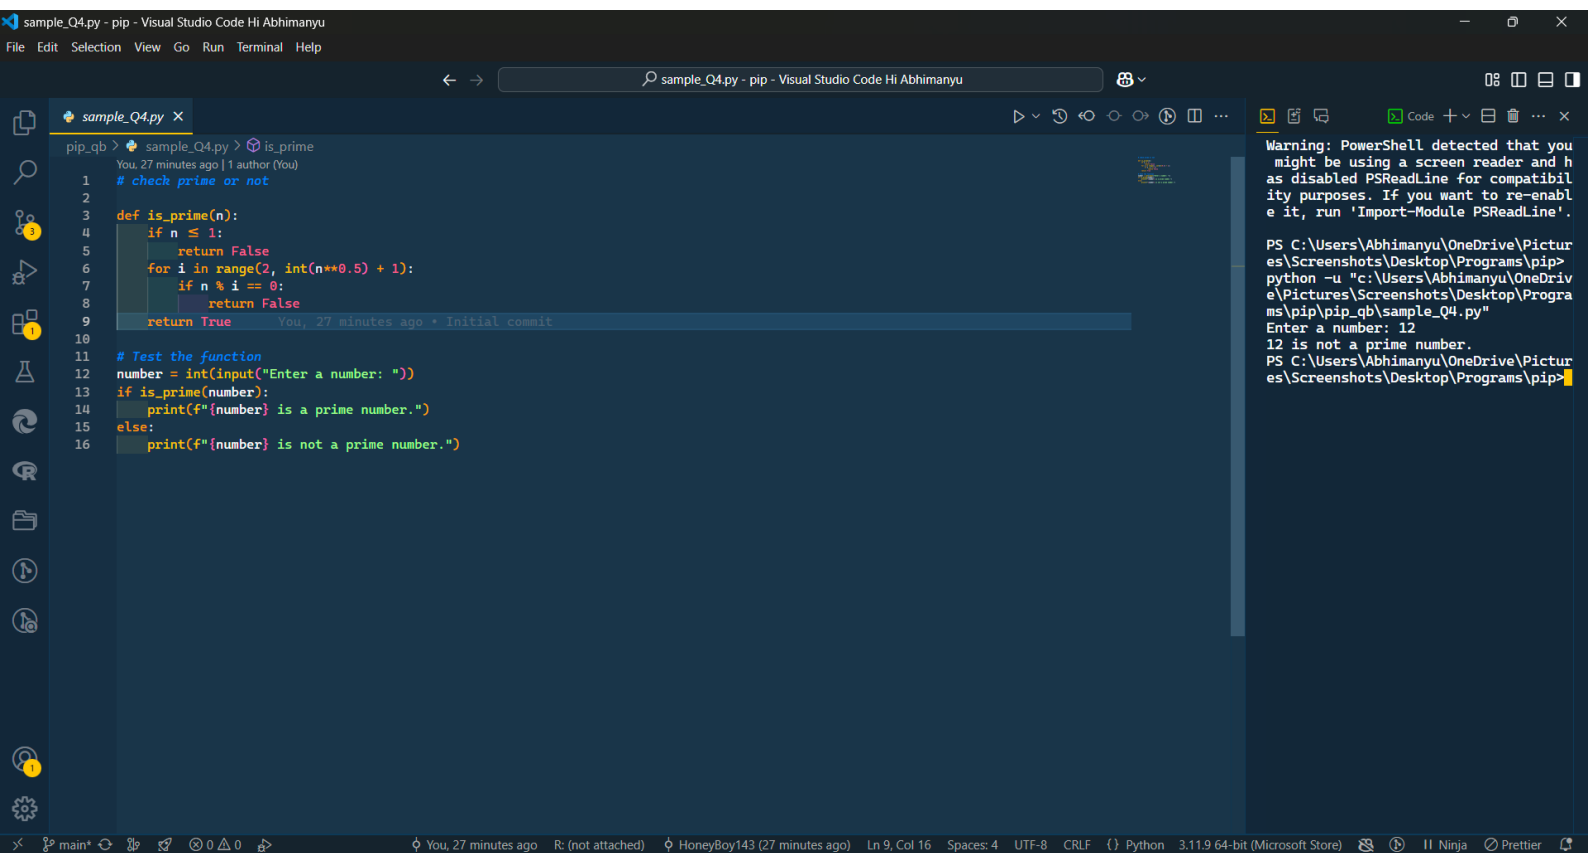 sample_Q4.py - pip - Visual Studio Code Hi Abhimanyu
File Edit Selection View Go Run Terminal Help
sample_Q4.py - pip - Visual Studio Code Hi Abhimanyu
sample_Q4.py
pip_qb > sample_Q4.py > is_prime
You, 27 minutes ago | 1 author (You)
1 # check prime or not
2
3 def is_prime(n):
4     if n ≤ 1:
5         return False
6     for i in range(2, int(n**0.5) + 1):
7         if n % i == 0:
8             return False
9     return True You, 27 minutes ago • Initial commit
10
11 # Test the function
12 number = int(input("Enter a number: "))
13 if is_prime(number):
14     print(f"{number} is a prime number.")
15 else:
16     print(f"{number} is not a prime number.")
3
1
1
Code
Warning: PowerShell detected that you
might be using a screen reader and h
as disabled PSReadLine for compatibil
ity purposes. If you want to re-enabl
e it, run 'Import-Module PSReadLine'.
PS C:\Users\Abhimanyu\OneDrive\Pictur
es\Screenshots\Desktop\Programs\pip>
python -u "c:\Users\Abhimanyu\OneDriv
e\Pictures\Screenshots\Desktop\Progra
ms\pip\pip_qb\sample_Q4.py"
Enter a number: 12
12 is not a prime number.
PS C:\Users\Abhimanyu\OneDrive\Pictur
es\Screenshots\Desktop\Programs\pip>
main* 0 0 You, 27 minutes ago R: (not attached) HoneyBoy143 (27 minutes ago) Ln 9, Col 16 Spaces: 4 UTF-8 CRLF {} Python 3.11.9 64-bit (Microsoft Store) Ninja Prettier